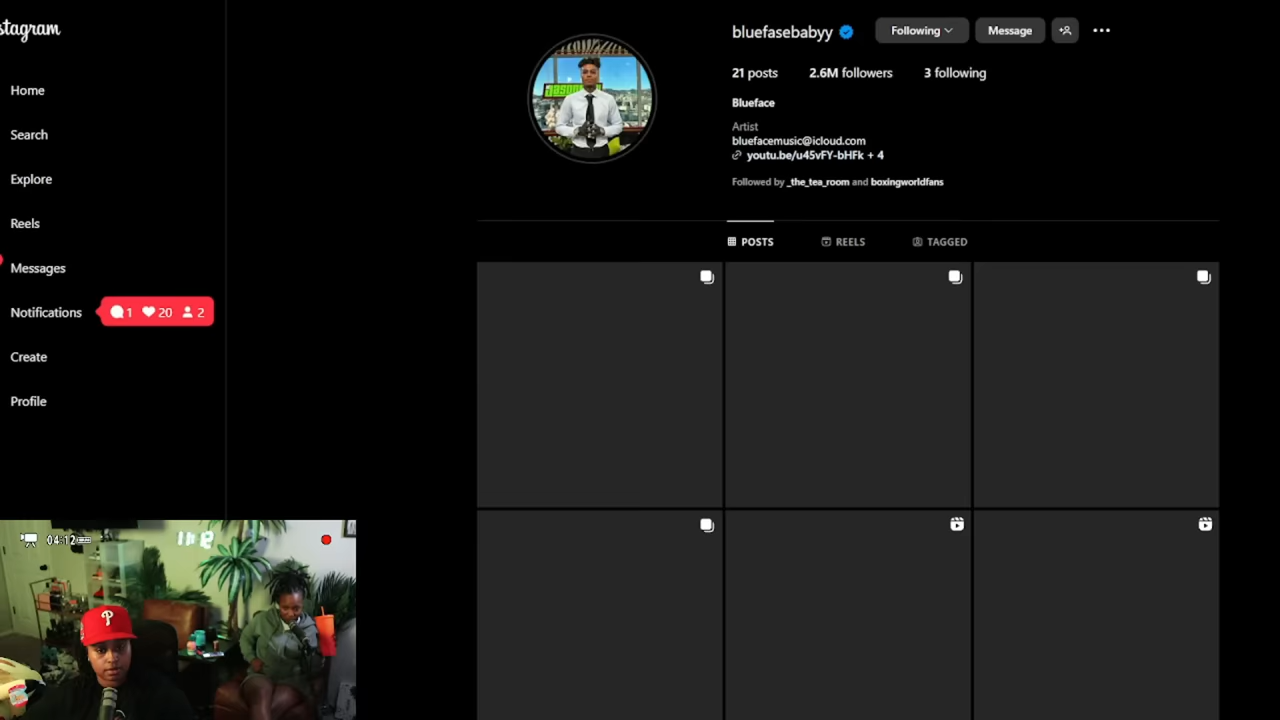 stagram
Home
Search
Explore
Reels
Messages
Notifications 1 20 2
Create
Profile
bluefasebabyy Following Message
21 posts 2.6M followers 3 following
Blueface
Artist
bluefacemusic@icloud.com
youtu.be/u45vFY-bHFk + 4
Followed by _the_tea_room and boxingworldfans
POSTS REELS TAGGED
04:12
P